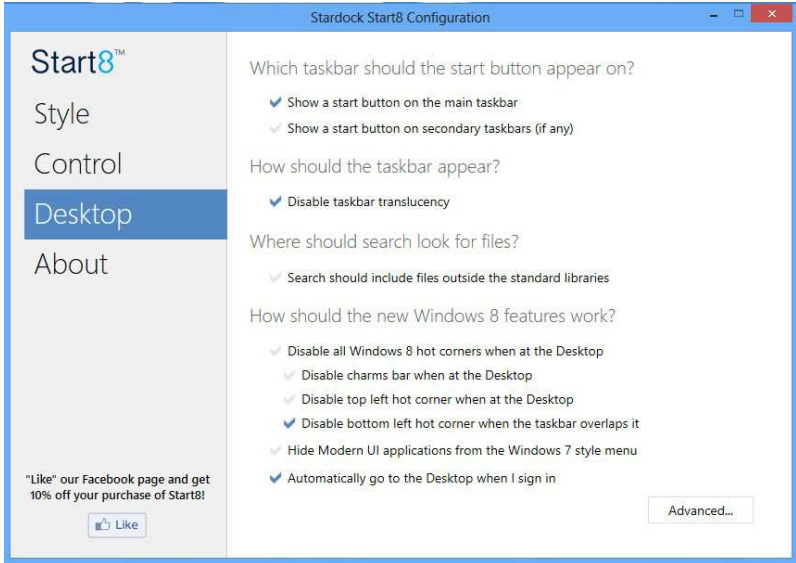 Stardock Start8 Configuration
Start8™
Style
Control
Desktop
About
"Like" our Facebook page and get
10% off your purchase of Start8!
Like
Which taskbar should the start button appear on?
Show a start button on the main taskbar
Show a start button on secondary taskbars (if any)
How should the taskbar appear?
Disable taskbar translucency
Where should search look for files?
Search should include files outside the standard libraries
How should the new Windows 8 features work?
Disable all Windows 8 hot corners when at the Desktop
Disable charms bar when at the Desktop
Disable top left hot corner when at the Desktop
Disable bottom left hot corner when the taskbar overlaps it
Hide Modern UI applications from the Windows 7 style menu
Automatically go to the Desktop when I sign in
Advanced...